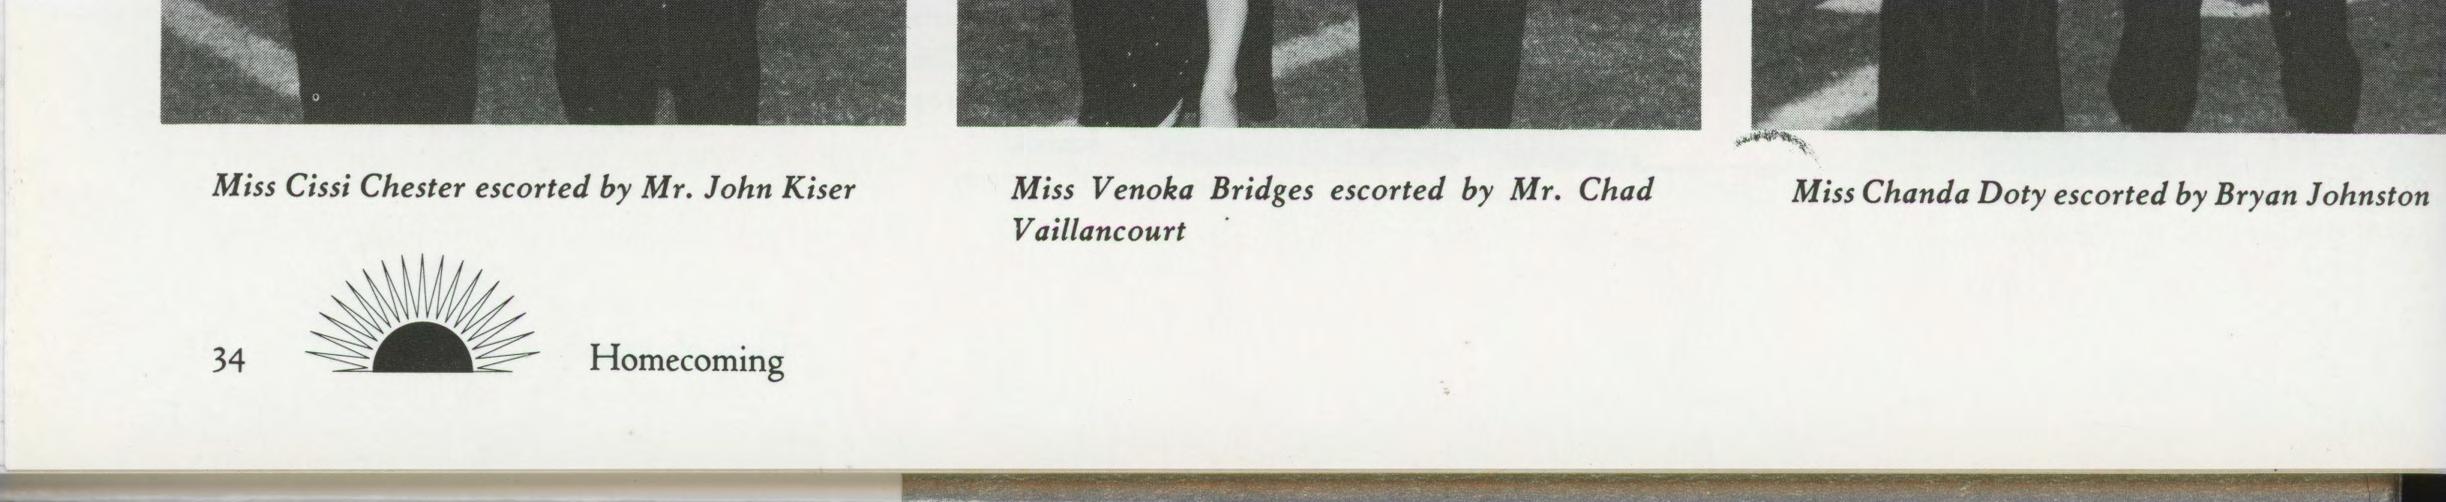 Miss Cissi Chester escorted by Mr. John Kiser
Miss Venoka Bridges escorted by Mr. Chad
Vaillancourt
Miss Chanda Doty escorted by Bryan Johnston
34
Homecoming